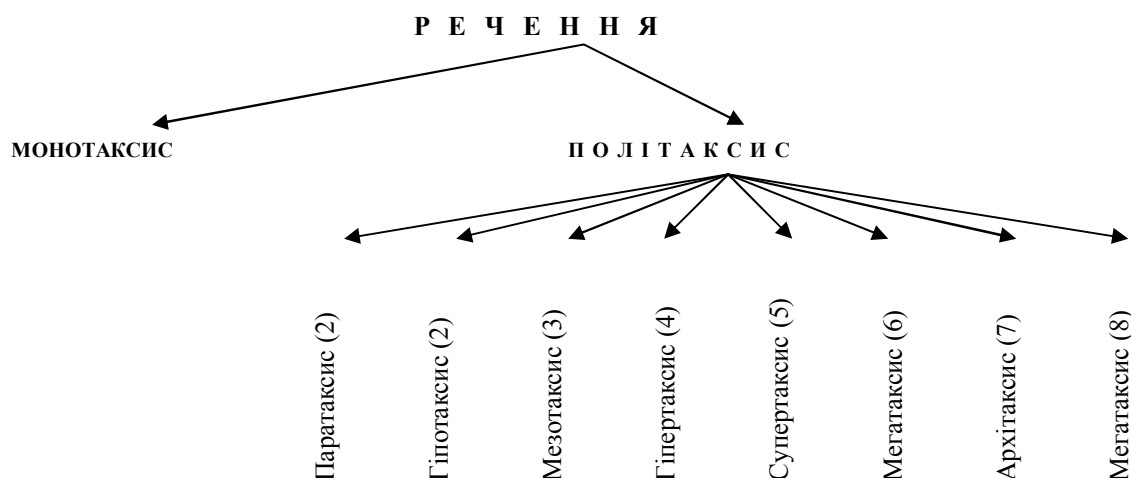 Р Е Ч Е Н Н Я
МОНОТАКСИС
П О Л І Т А К С И С
Паратаксис (2)
Гіпотаксис (2)
Мезотаксис (3)
Гіпертаксис (4)
Супертаксис (5)
Мегатаксис (6)
Архітаксис (7)
Мегатаксис (8)